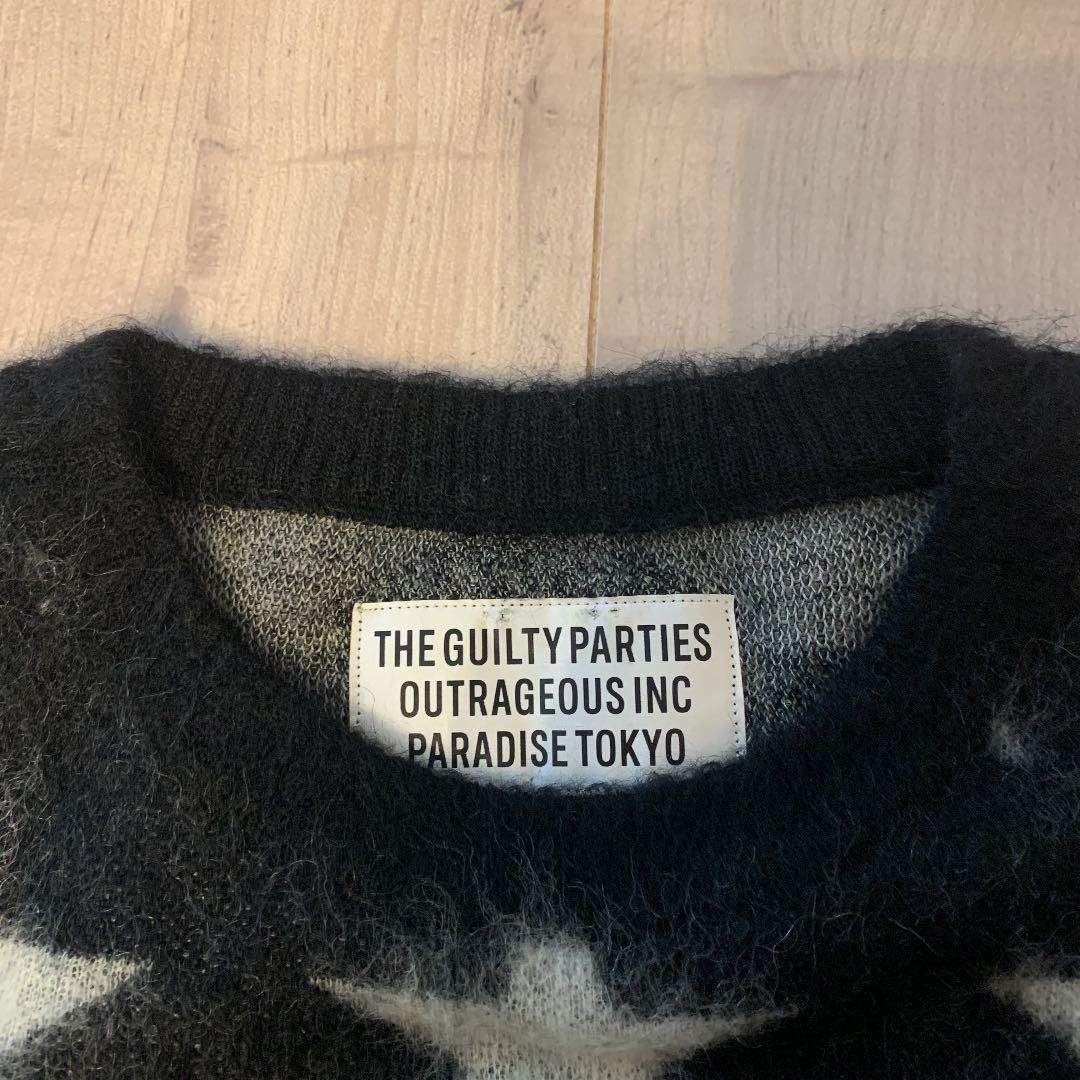 THE GUILTY PARTIES
OUTRAGEOUS INC
PARADISE TOKYO